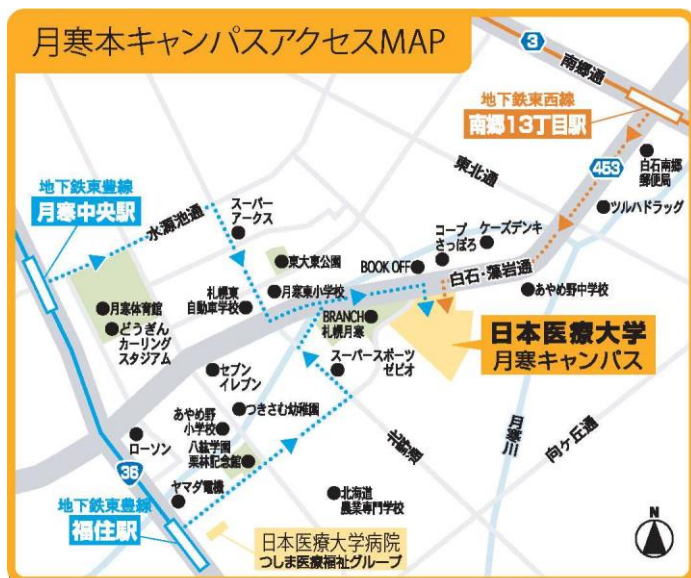 月寒本キャンパスアクセスMAP
3
南郷通
地下鉄東西線
南郷13丁目駅
453
白石南郷
郵便局
東北通
ツルハドラッグ
地下鉄東豊線
月寒中央駅
水源池通
スーパー
アークス
コープ
さっぽろ
ケーズデンキ
東大東公園
BOOK OFF
白石・藻岩通
あやめ野中学校
月寒体育館
どうぎん
カーリング
スタジアム
札幌東
自動車学校
月寒東小学校
BRANCH
札幌月寒
日本医療大学
月寒キャンパス
セブン
イレブン
スーパースポーツ
ゼビオ
あやめ野
小学校
つきさむ幼稚園
ローソン
八紘学園
栗林記念館
月寒川
向ヶ丘通
36
ヤマダ電機
地下鉄東豊線
福住駅
北海道
農業専門学校
日本医療大学病院
つしま医療福祉グループ
N